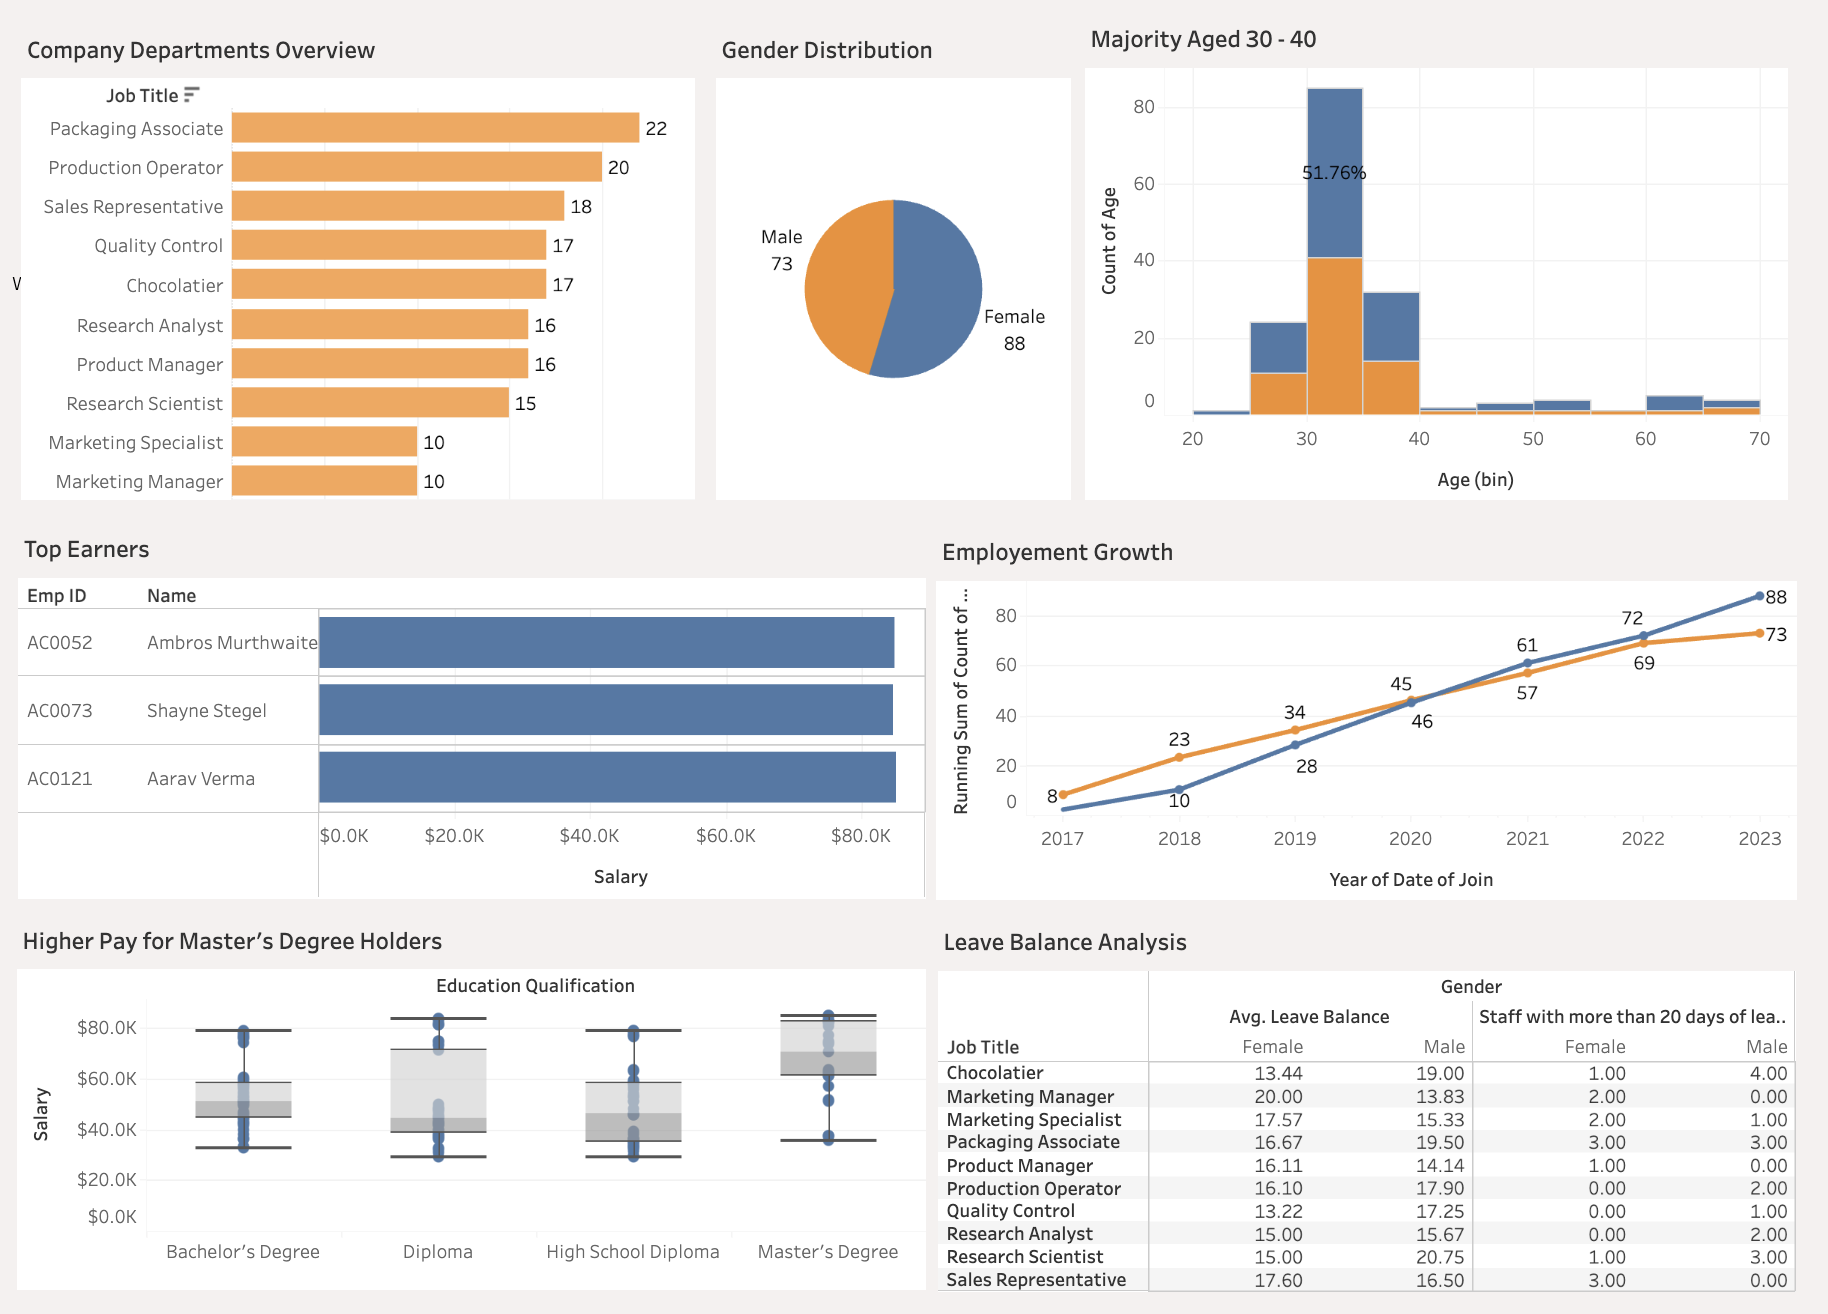 Company Departments Overview
Job Title
Packaging Associate 22
Production Operator 20
Sales Representative 18
Quality Control 17
Chocolatier 17
Research Analyst 16
Product Manager 16
Research Scientist 15
Marketing Specialist 10
Marketing Manager 10
Gender Distribution
Male
73
Female
88
Majority Aged 30 - 40
Count of Age
80
60
40
20
0
51.76%
20 30 40 50 60 70
Age (bin)
Top Earners
Emp ID Name
AC0052 Ambros Murthwaite
AC0073 Shayne Stegel
AC0121 Aarav Verma
$0.0K $20.0K $40.0K $60.0K $80.0K
Salary
Employement Growth
Running Sum of Count of ...
80
60
40
20
0
8
23
10
34
28
45
46
61
57
72
69
88
73
2017 2018 2019 2020 2021 2022 2023
Year of Date of Join
Higher Pay for Master's Degree Holders
Education Qualification
Salary
$80.0K
$60.0K
$40.0K
$20.0K
$0.0K
Bachelor's Degree Diploma High School Diploma Master's Degree
Leave Balance Analysis
Gender
Avg. Leave Balance Staff with more than 20 days of lea..
Job Title Female Male Female Male
Chocolatier 13.44 19.00 1.00 4.00
Marketing Manager 20.00 13.83 2.00 0.00
Marketing Specialist 17.57 15.33 2.00 1.00
Packaging Associate 16.67 19.50 3.00 3.00
Product Manager 16.11 14.14 1.00 0.00
Production Operator 16.10 17.90 0.00 2.00
Quality Control 13.22 17.25 0.00 1.00
Research Analyst 15.00 15.67 0.00 2.00
Research Scientist 15.00 20.75 1.00 3.00
Sales Representative 17.60 16.50 3.00 0.00